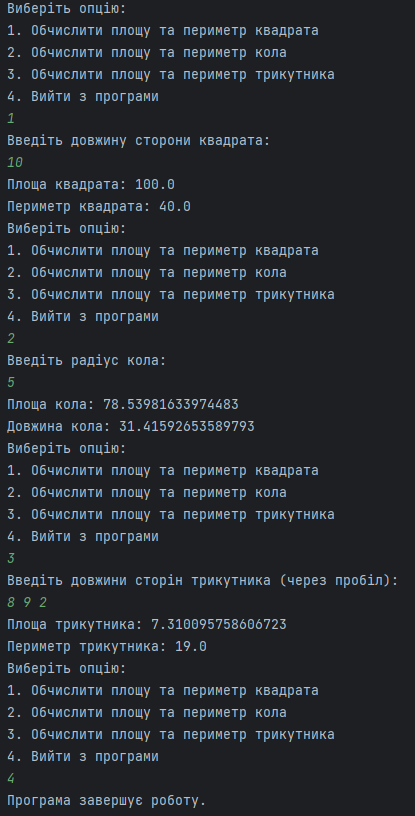 Виберіть опцію:
1. Обчислити площу та периметр квадрата
2. Обчислити площу та периметр кола
3. Обчислити площу та периметр трикутника
4. Вийти з програми
1
Введіть довжину сторони квадрата:
10
Площа квадрата: 100.0
Периметр квадрата: 40.0
Виберіть опцію:
1. Обчислити площу та периметр квадрата
2. Обчислити площу та периметр кола
3. Обчислити площу та периметр трикутника
4. Вийти з програми
2
Введіть радіус кола:
5
Площа кола: 78.53981633974483
Довжина кола: 31.41592653589793
Виберіть опцію:
1. Обчислити площу та периметр квадрата
2. Обчислити площу та периметр кола
3. Обчислити площу та периметр трикутника
4. Вийти з програми
3
Введіть довжини сторін трикутника (через пробіл):
8 9 2
Площа трикутника: 7.310095758606723
Периметр трикутника: 19.0
Виберіть опцію:
1. Обчислити площу та периметр квадрата
2. Обчислити площу та периметр кола
3. Обчислити площу та периметр трикутника
4. Вийти з програми
4
Програма завершує роботу.